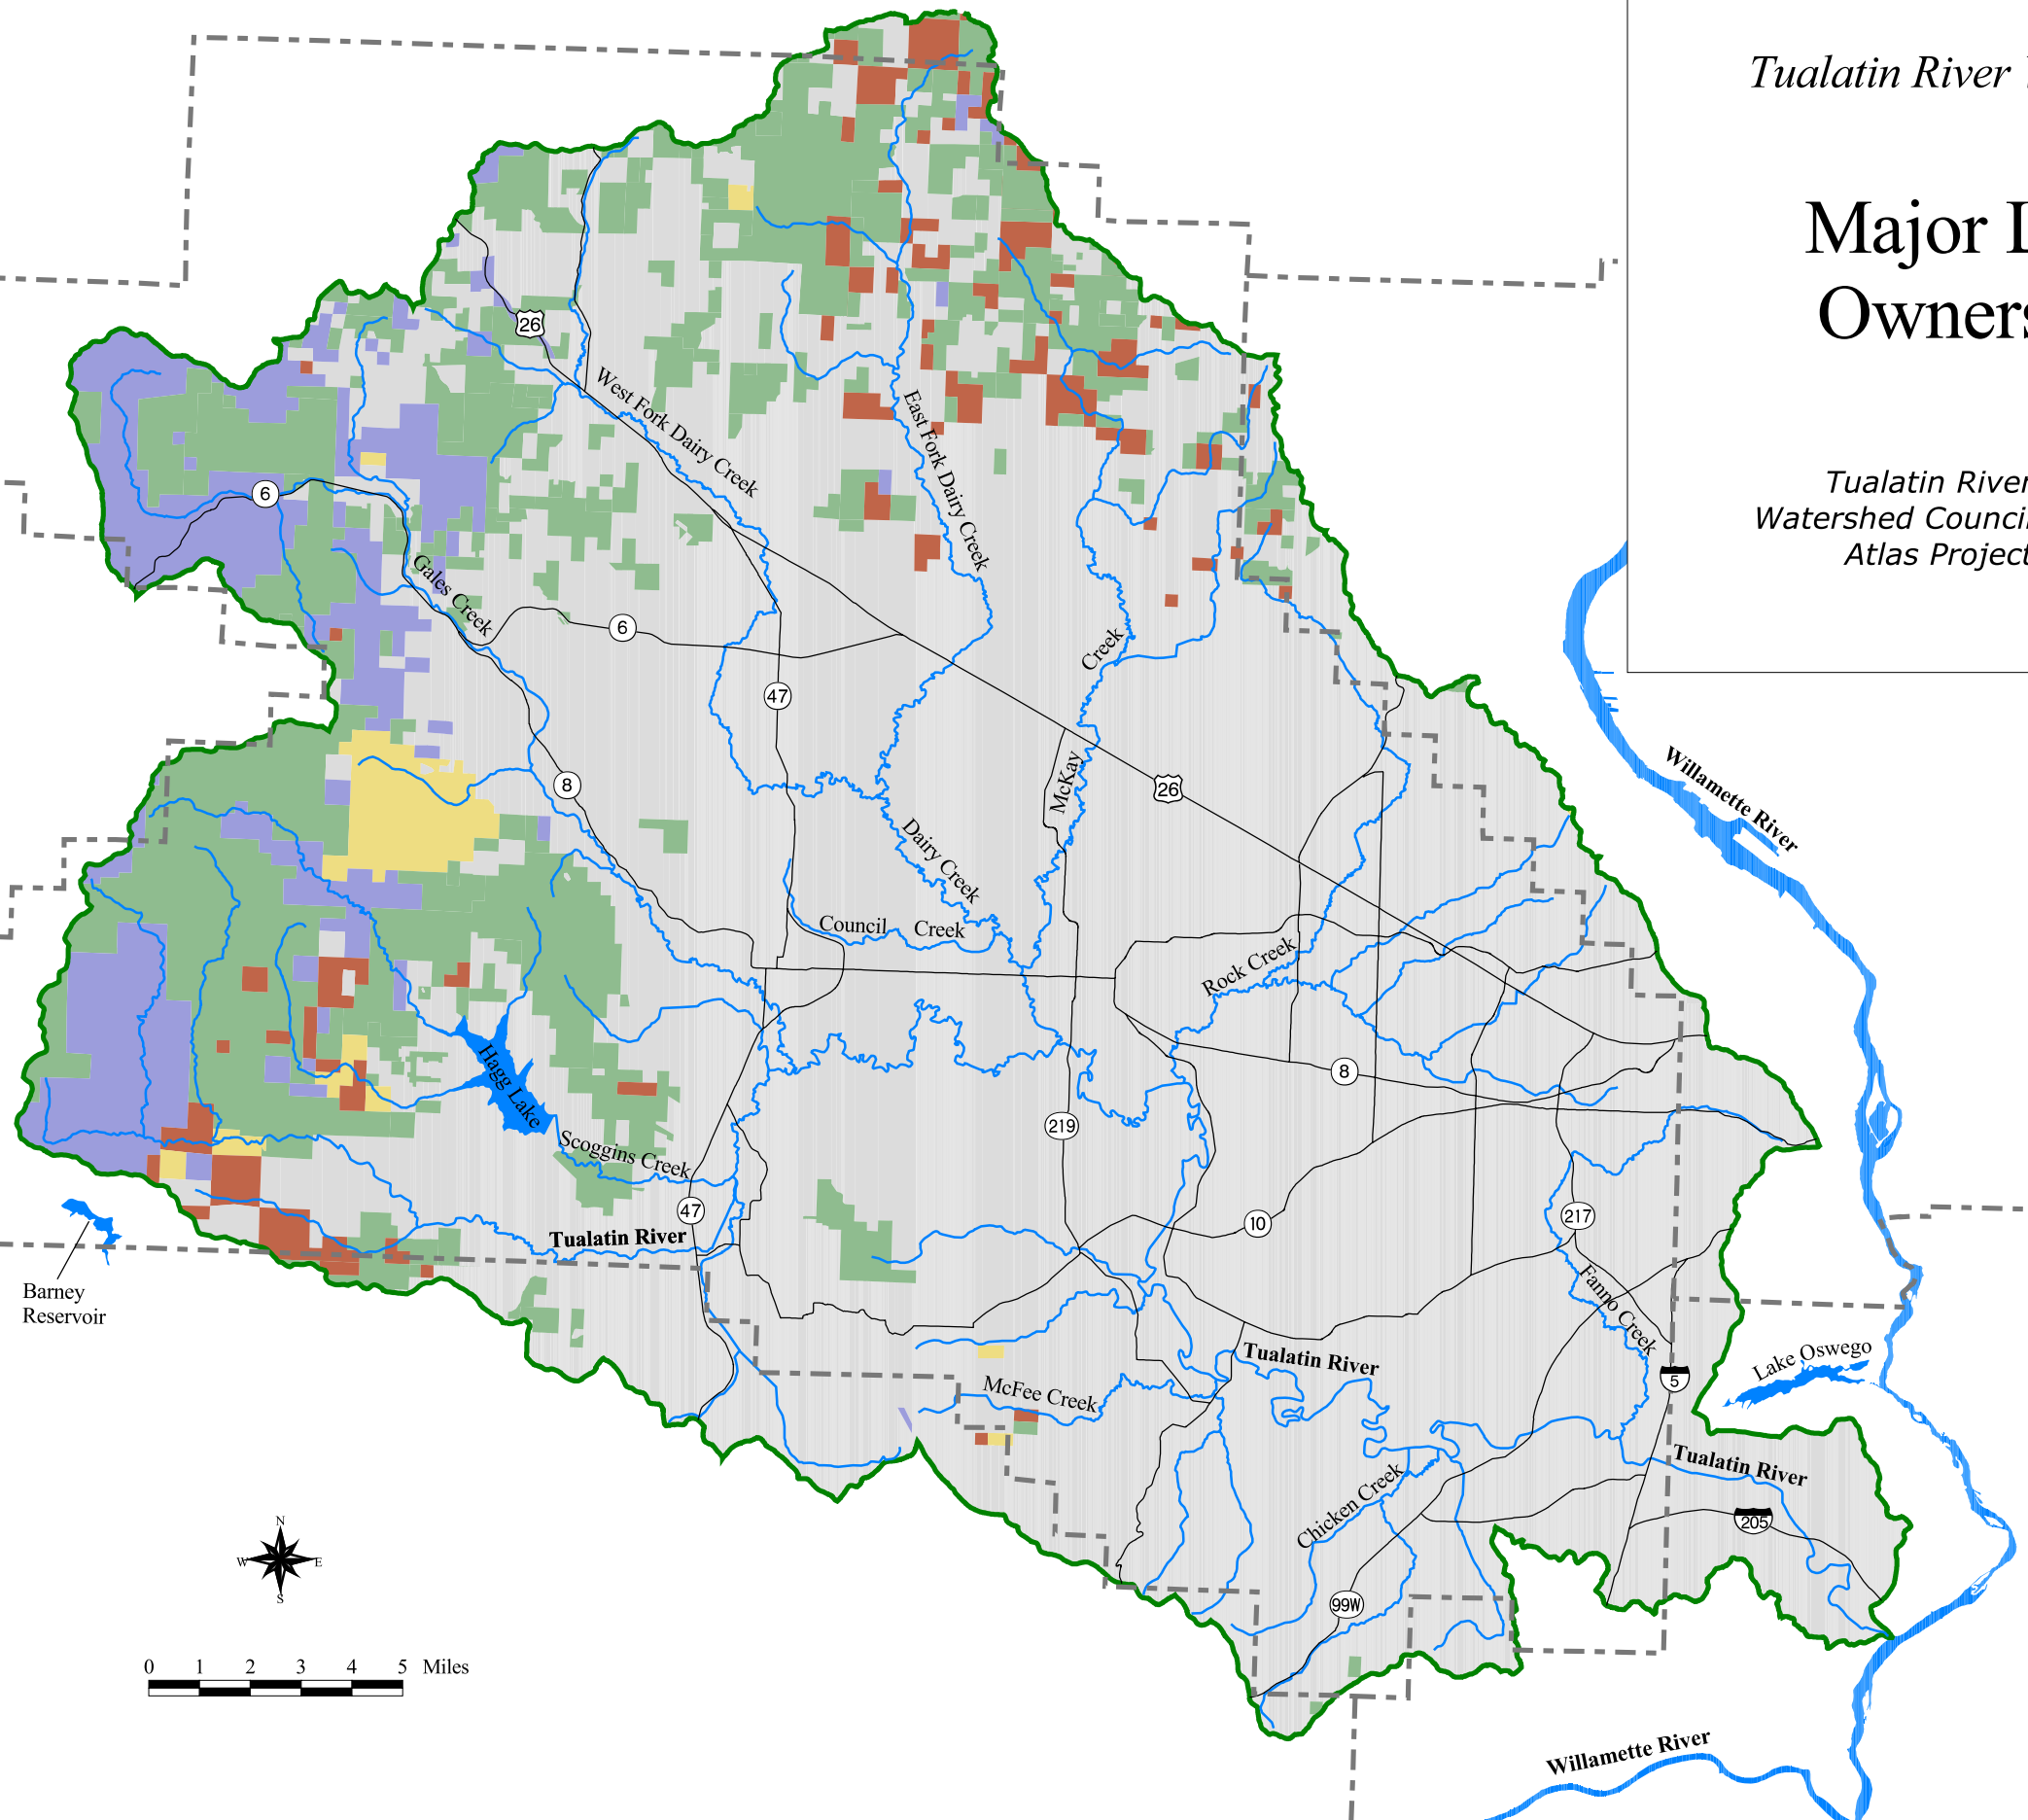 Tualatin River
Major
Owners
Tualatin River
Watershed Council
Atlas Project
26
West Fork Dairy Creek
East Fork Dairy Creek
6
Gales Creek
6
47
Creek
McKay
26
8
Willamette River
Dairy Creek
Council Creek
Rock Creek
Hagg Lake
8
219
Scoggins Creek
47
Tualatin River
10
217
Barney
Reservoir
Fanno Creek
Tualatin River
Lake Oswego
5
McFee Creek
Tualatin River
Chicken Creek
205
N
W
E
S
99W
0 1 2 3 4 5 Miles
Willamette River